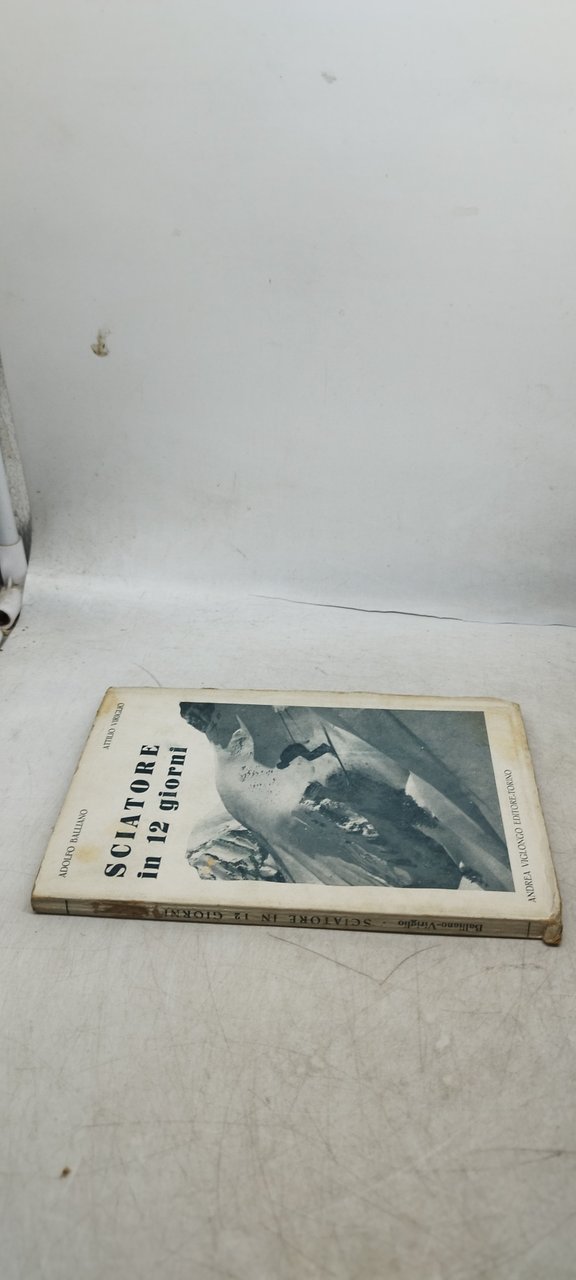 ADOLFO BALLIANO
ATTILIO VIRIGLIO
SCIATORE
in 12 giorni
ANDREA VIGLONGO EDITORE-TORINO
Balliano-Viriglio - SCIATORE IN 12 GIORNI